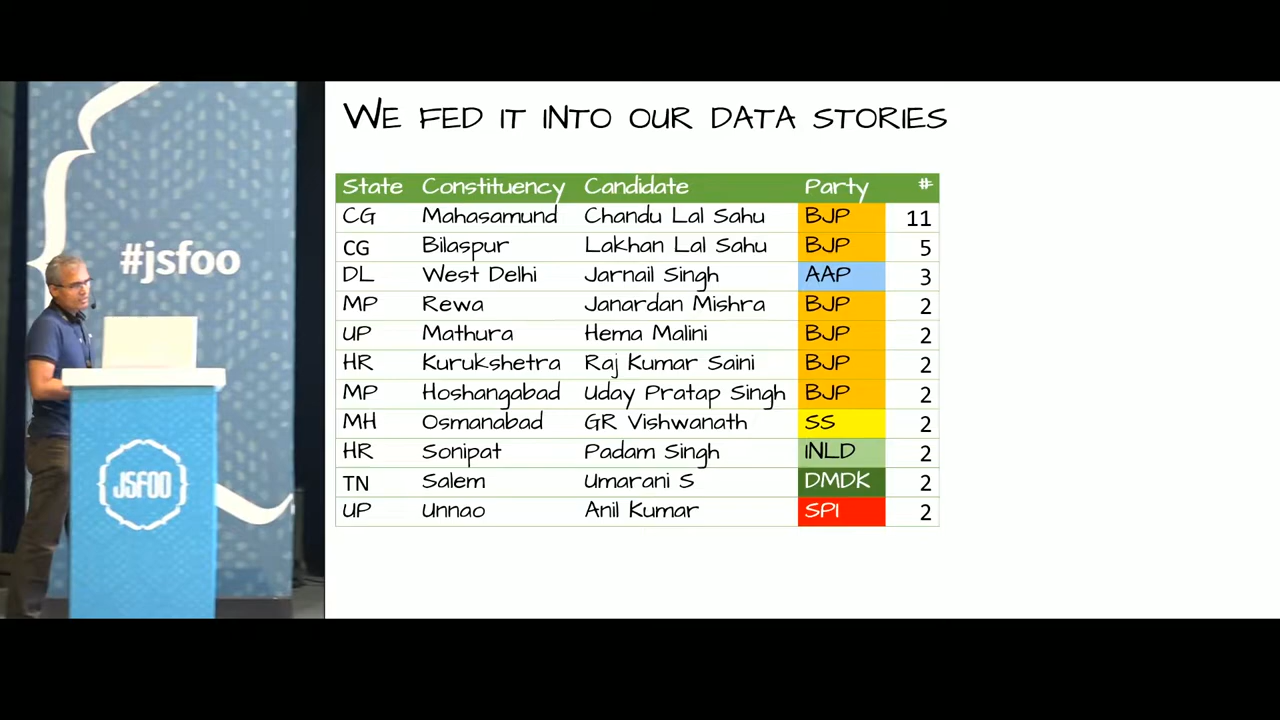 WE FED IT INTO OUR DATA STORIES
State Constituency Candidate Party #
CG Mahasamund Chandu Lal Sahu BJP 11
CG Bilaspur Lakhan Lal Sahu BJP 5
DL West Delhi Jarnail Singh AAP 3
MP Rewa Janardan Mishra BJP 2
UP Mathura Hema Malini BJP 2
HR Kurukshetra Raj Kumar Saini BJP 2
MP Hoshangabad Uday Pratap Singh BJP 2
MH Osmanabad GR Vishwanath SS 2
HR Sonipat Padam Singh INLD 2
TN Salem Umarani S DMDK 2
UP Unnao Anil Kumar SPI 2
#jsfoo
JSFOO